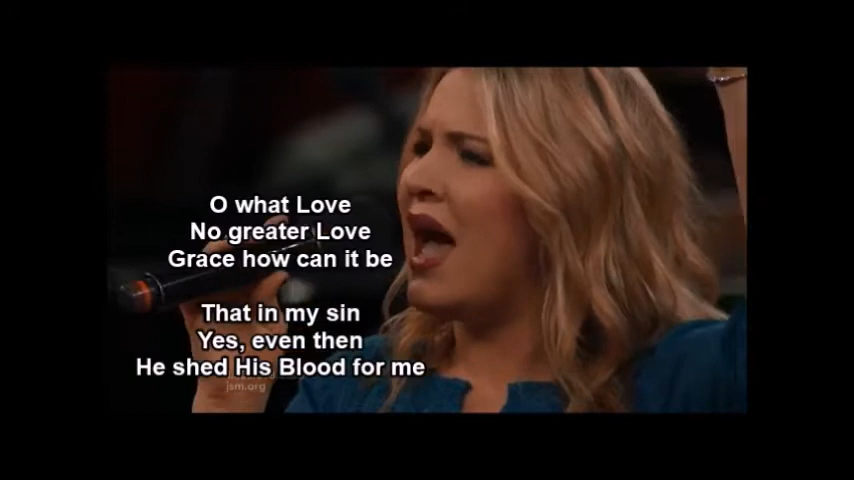 O what Love
No greater Love
Grace how can it be
That in my sin
Yes, even then
He shed His Blood for me
jsm.org